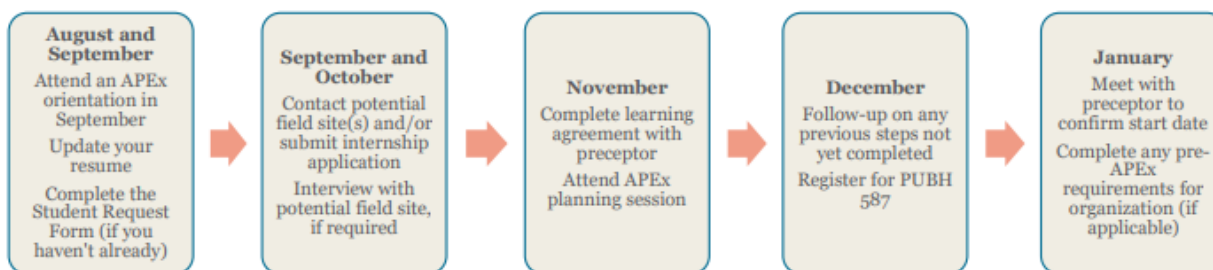 August and
September
Attend an APEx
orientation in
September
Update your
resume
Complete the
Student Request
Form (if you
haven't already)
September and
October
Contact potential
field site(s) and/or
submit internship
application
Interview with
potential field site,
if required
November
Complete learning
agreement with
preceptor
Attend APEx
planning session
December
Follow-up on any
previous steps not
yet completed
Register for PUBH
587
January
Meet with
preceptor to
confirm start date
Complete any pre-
APEx
requirements for
organization (if
applicable)